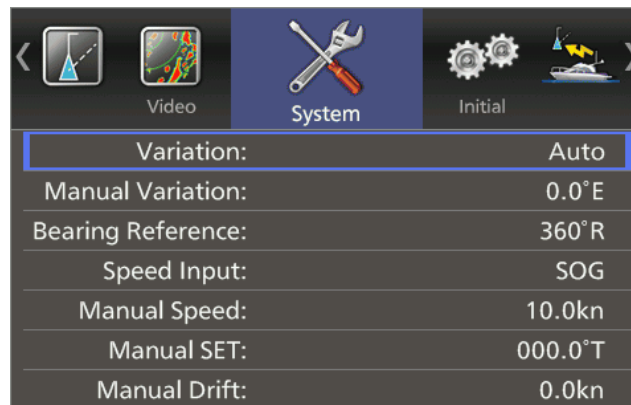 Video
System
Initial
Variation: Auto
Manual Variation: 0.0°E
Bearing Reference: 360°R
Speed Input: SOG
Manual Speed: 10.0kn
Manual SET: 000.0°T
Manual Drift: 0.0kn